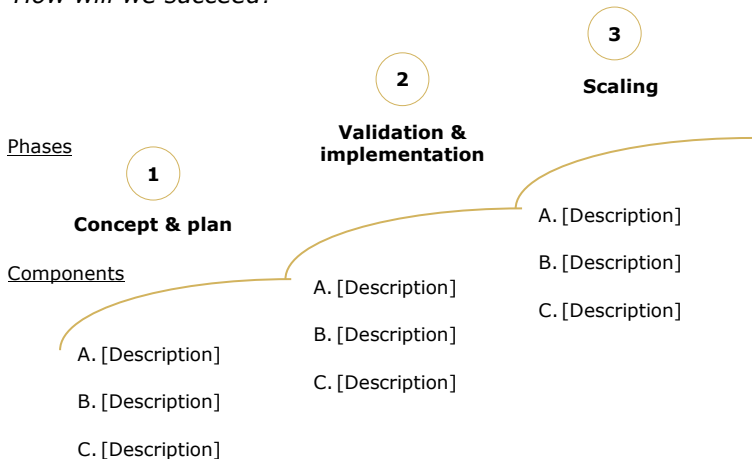 How will we succeed?
3
Scaling
2
Validation &
implementation
Phases
1
Concept & plan
Components
A. [Description]
B. [Description]
C. [Description]
A. [Description]
B. [Description]
C. [Description]
A. [Description]
B. [Description]
C. [Description]